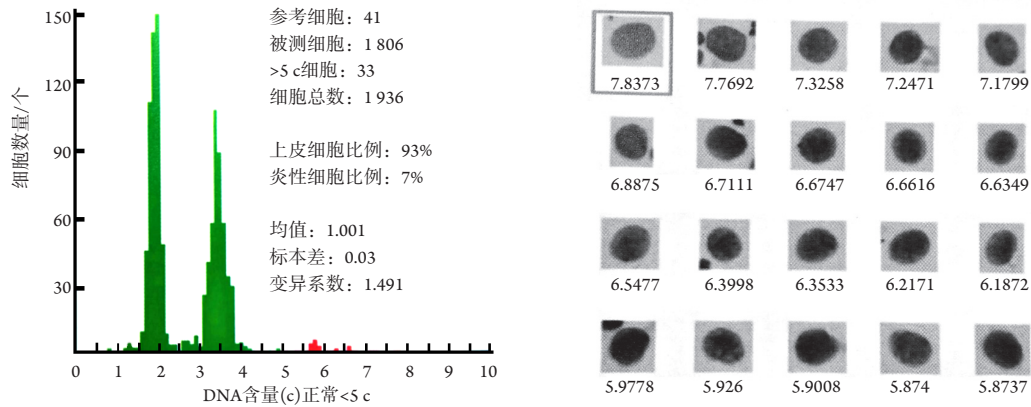 150
120
90
60
30
细胞数量/个
0 1 2 3 4 5 6 7 8 9 10
DNA含量(c)正常<5 c
参考细胞：41
被测细胞：1 806
>5 c细胞：33
细胞总数：1 936
上皮细胞比例：93%
炎性细胞比例：7%
均值：1.001
标本差：0.03
变异系数：1.491
7.8373 7.7692 7.3258 7.2471 7.1799
6.8875 6.7111 6.6747 6.6616 6.6349
6.5477 6.3998 6.3533 6.2171 6.1872
5.9778 5.926 5.9008 5.874 5.8737